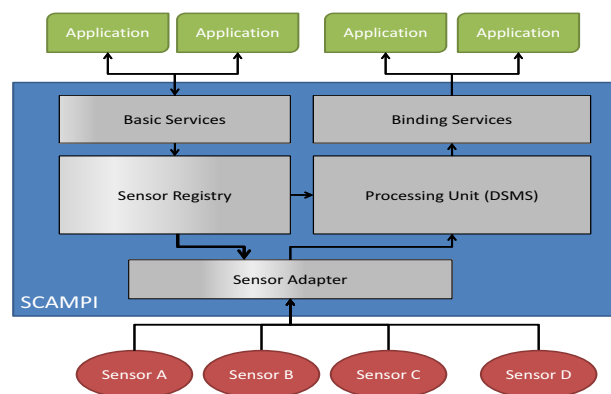 Application
Application
Application
Application
Basic Services
Binding Services
Sensor Registry
Processing Unit (DSMS)
Sensor Adapter
SCAMPI
Sensor A
Sensor B
Sensor C
Sensor D